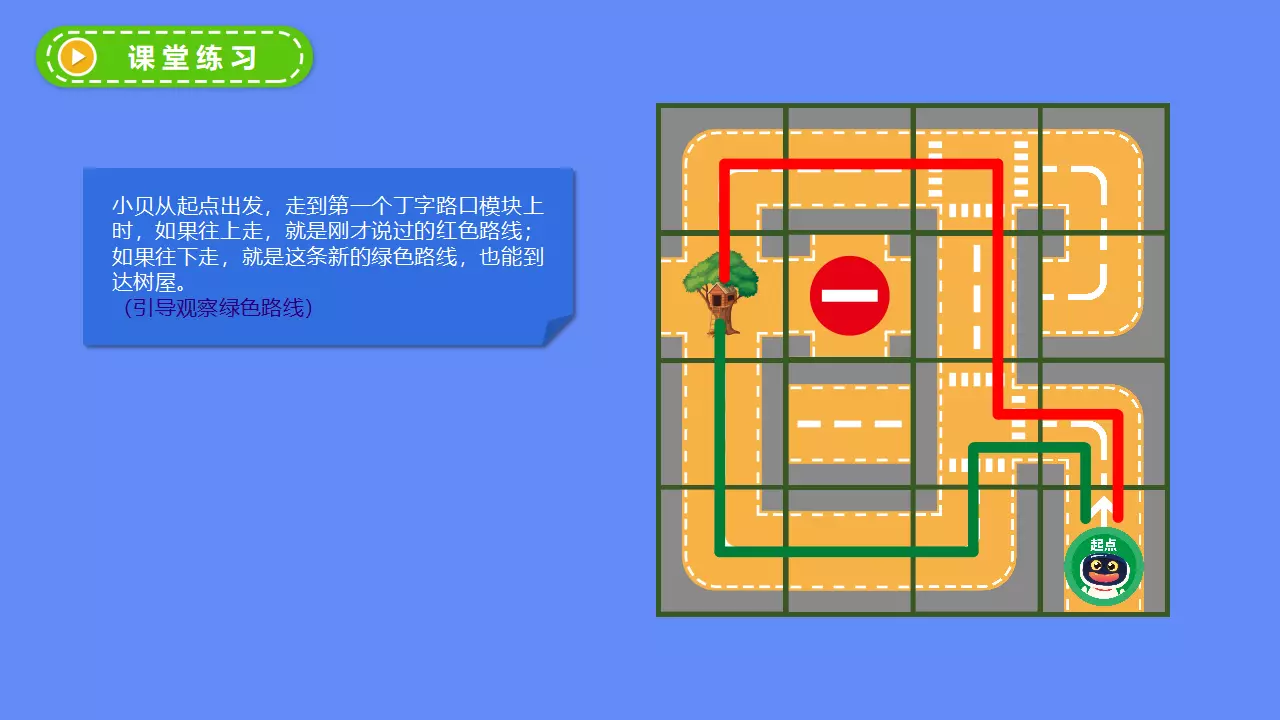 课堂练习
小贝从起点出发，走到第一个丁字路口模块上
时，如果往上走，就是刚才说过的红色路线；
如果往下走，就是这条新的绿色路线，也能到
达树屋。
（引导观察绿色路线）
起点